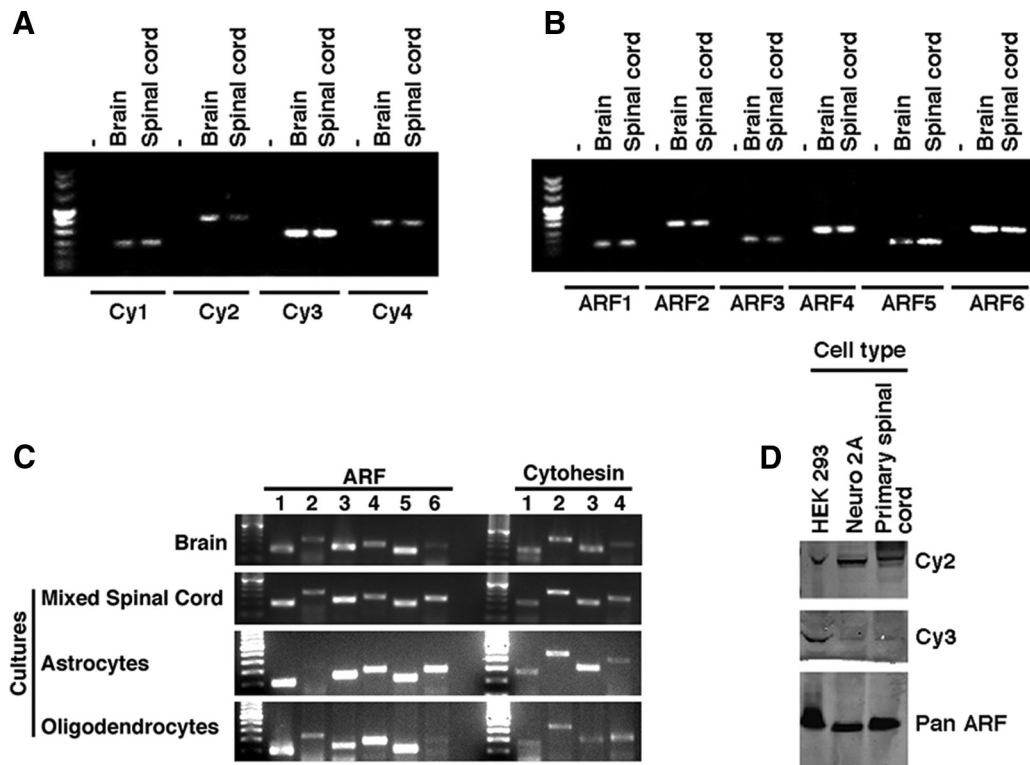 A
B
-
Brain
Spinal cord
-
Brain
Spinal cord
-
Brain
Spinal cord
-
Brain
Spinal cord
Cy1
Cy2
Cy3
Cy4
-
Brain
Spinal cord
-
Brain
Spinal cord
-
Brain
Spinal cord
-
Brain
Spinal cord
-
Brain
Spinal cord
-
Brain
Spinal cord
ARF1
ARF2
ARF3
ARF4
ARF5
ARF6
C
ARF
Cytohesin
1 2 3 4 5 6
1 2 3 4
Brain
Cultures
Mixed Spinal Cord
Astrocytes
Oligodendrocytes
D
Cell type
HEK 293
Neuro 2A
Primary spinal
cord
Cy2
Cy3
Pan ARF